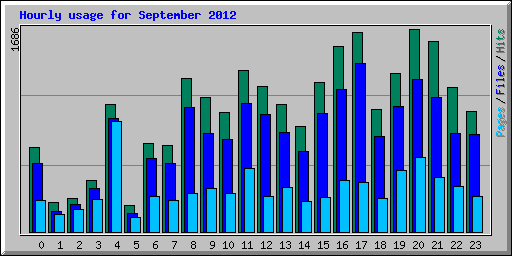 Hourly usage for September 2012
1686
Pages/Files/Hits
0 1 2 3 4 5 6 7 8 9 10 11 12 13 14 15 16 17 18 19 20 21 22 23